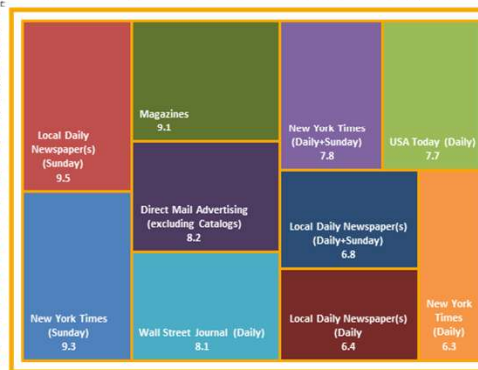 Local Daily
Newspaper(s)
(Sunday)
9.5
Magazines
9.1
New York Times
(Daily+Sunday)
7.8
USA Today (Daily)
7.7
Direct Mail Advertising
(excluding Catalogs)
8.2
Local Daily Newspaper(s)
(Daily+Sunday)
6.8
New York Times
(Sunday)
9.3
Wall Street Journal (Daily)
8.1
Local Daily Newspaper(s)
(Daily
6.4
New York
Times
(Daily)
6.3